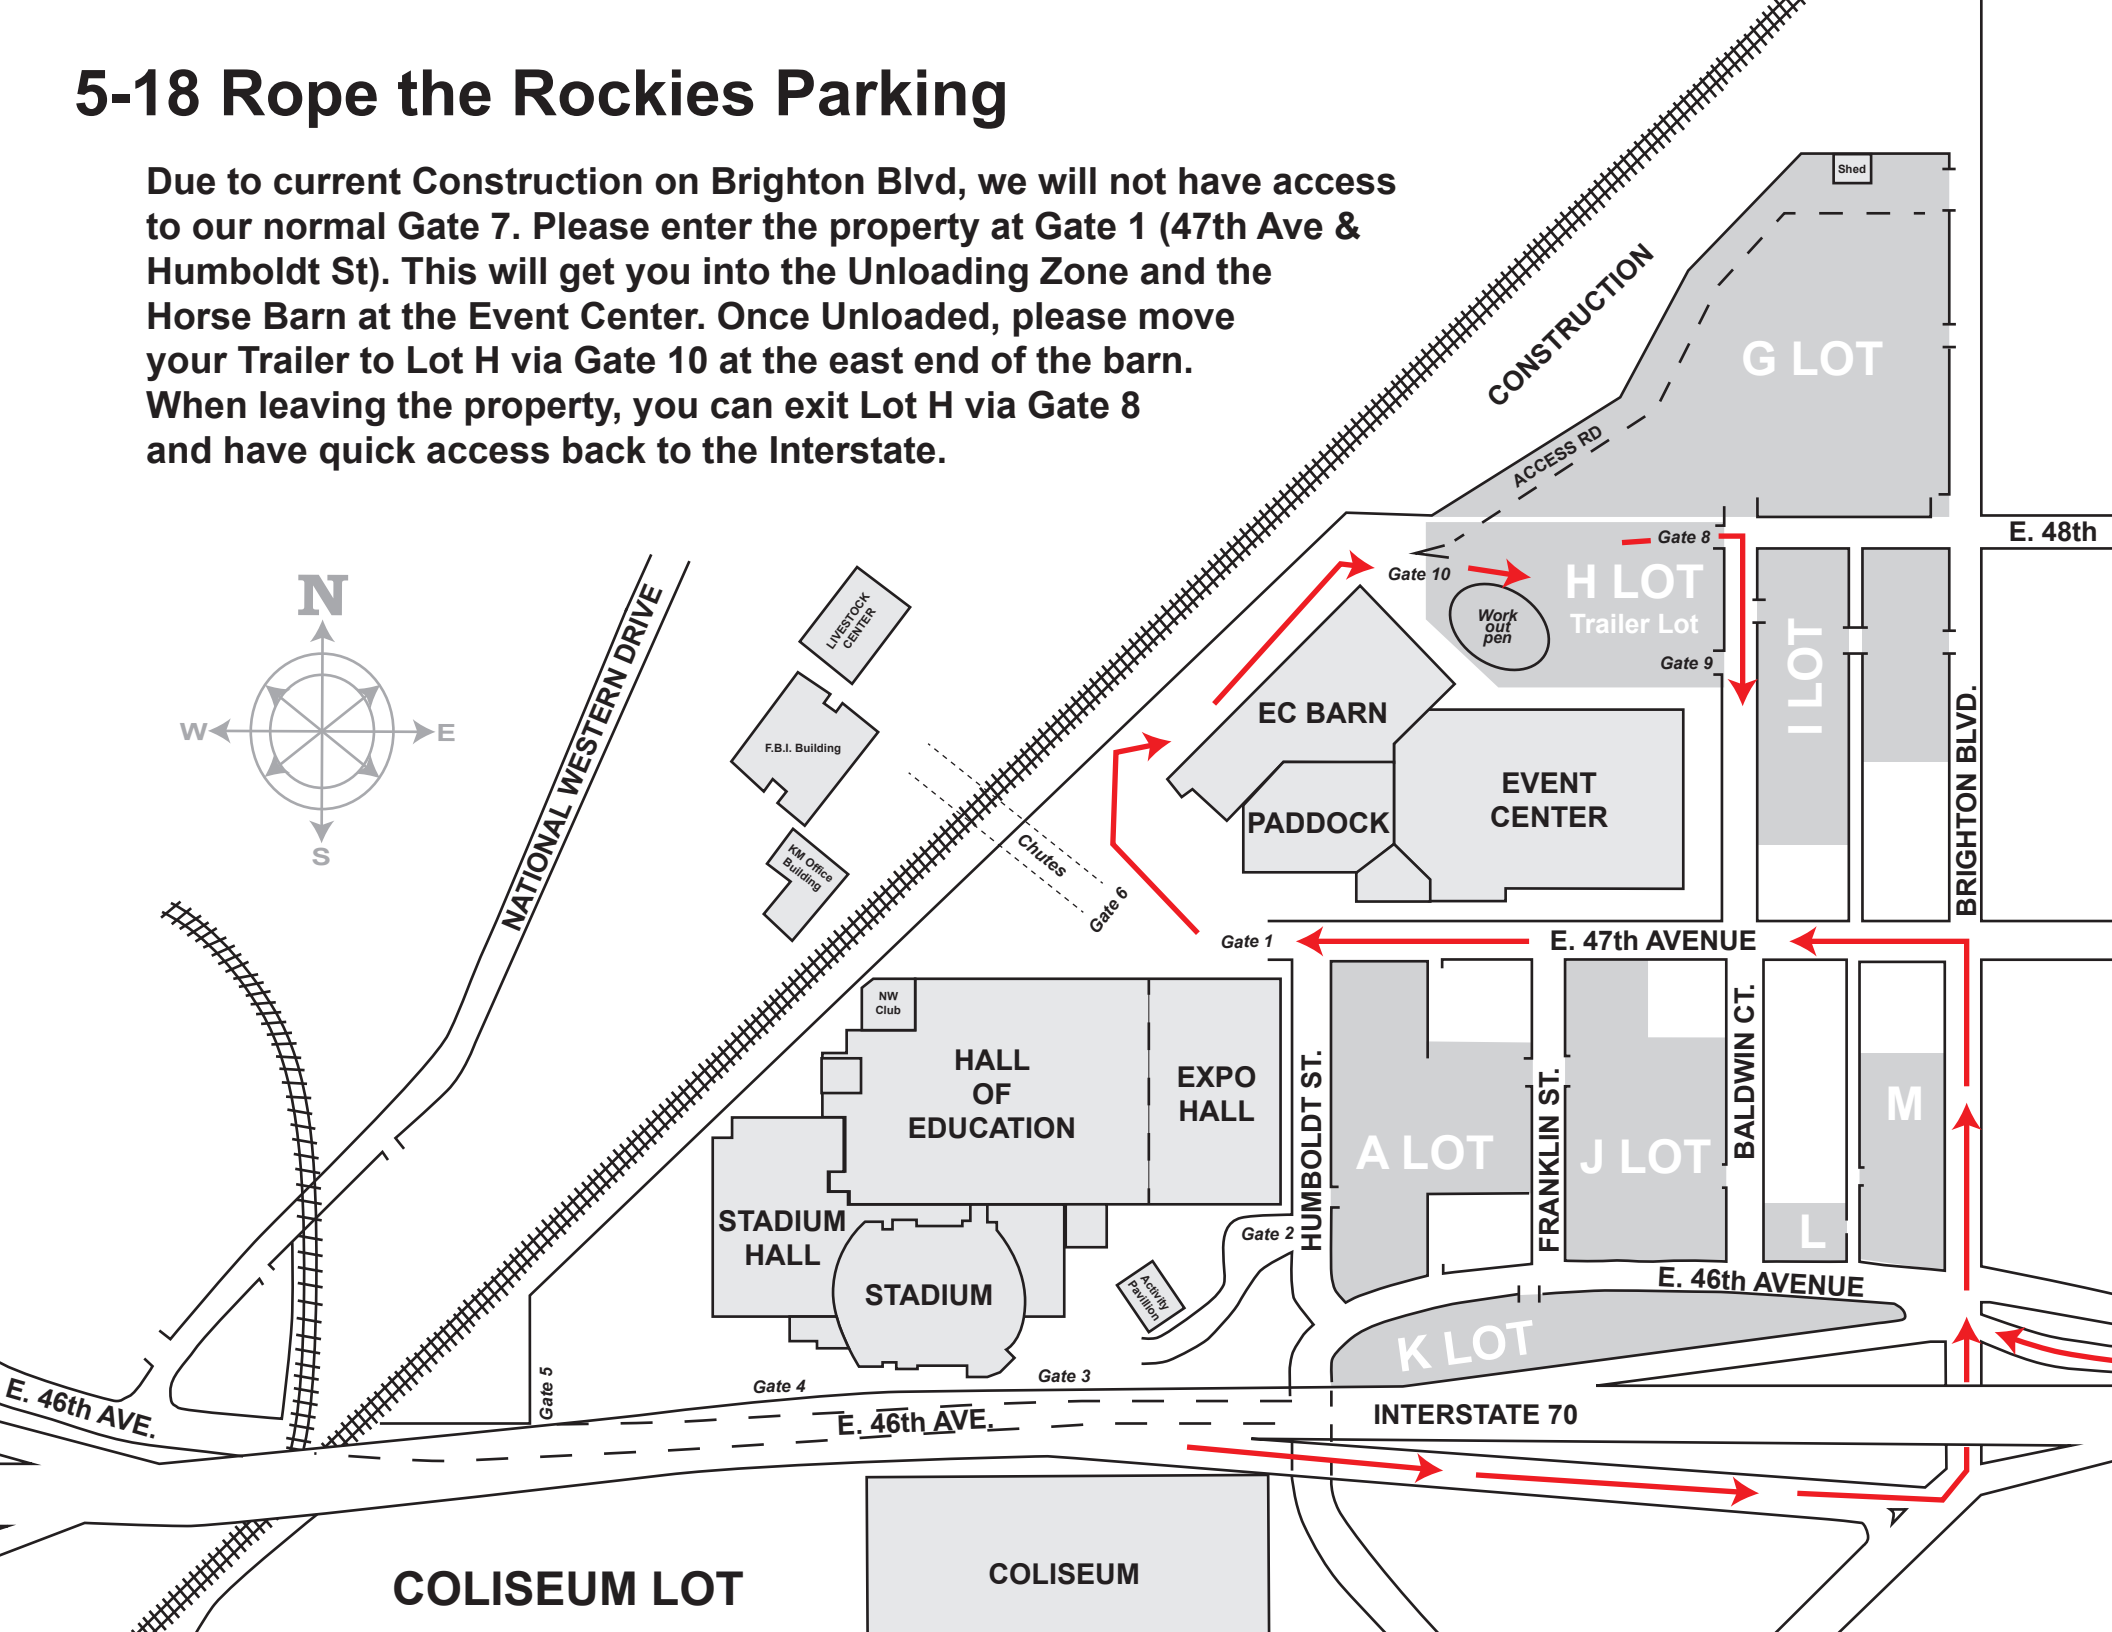 5-18 Rope the Rockies Parking
Due to current Construction on Brighton Blvd, we will not have access
to our normal Gate 7. Please enter the property at Gate 1 (47th Ave &
Humboldt St). This will get you into the Unloading Zone and the
Horse Barn at the Event Center. Once Unloaded, please move
your Trailer to Lot H via Gate 10 at the east end of the barn.
When leaving the property, you can exit Lot H via Gate 8
and have quick access back to the Interstate.
Shed
CONSTRUCTION
G LOT
ACCESS RD
E. 48th
Gate 8
Gate 10
H LOT
Trailer Lot
Work
out
pen
Gate 9
I LOT
BRIGHTON BLVD.
N
W
E
S
NATIONAL WESTERN DRIVE
LIVESTOCK
CENTER
F.B.I. Building
KM Office
Building
Chutes
Gate 6
EC BARN
PADDOCK
EVENT
CENTER
Gate 1
E. 47th AVENUE
NW
Club
HALL
OF
EDUCATION
EXPO
HALL
HUMBOLDT ST.
A LOT
FRANKLIN ST.
J LOT
BALDWIN CT.
M
L
STADIUM
HALL
STADIUM
Gate 2
Activity
Pavillion
E. 46th AVENUE
K LOT
Gate 5
Gate 4
Gate 3
E. 46th AVE.
E. 46th AVE.
INTERSTATE 70
COLISEUM LOT
COLISEUM